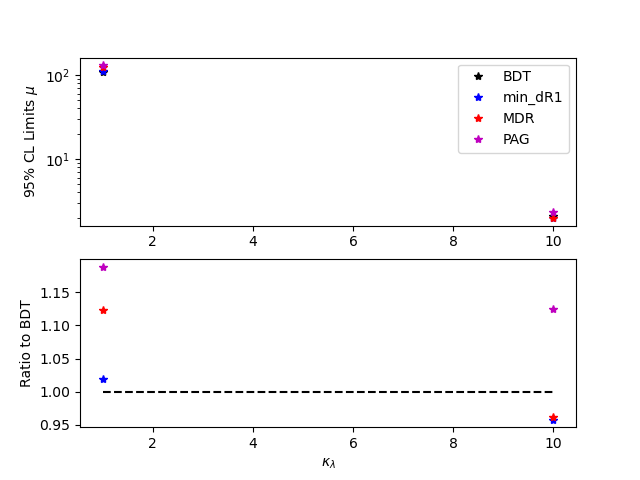 95% CL Limits μ
10²
10¹
BDT
min_dR1
MDR
PAG
2 4 6 8 10
Ratio to BDT
1.15
1.10
1.05
1.00
0.95
2 4 6 8 10
κλ